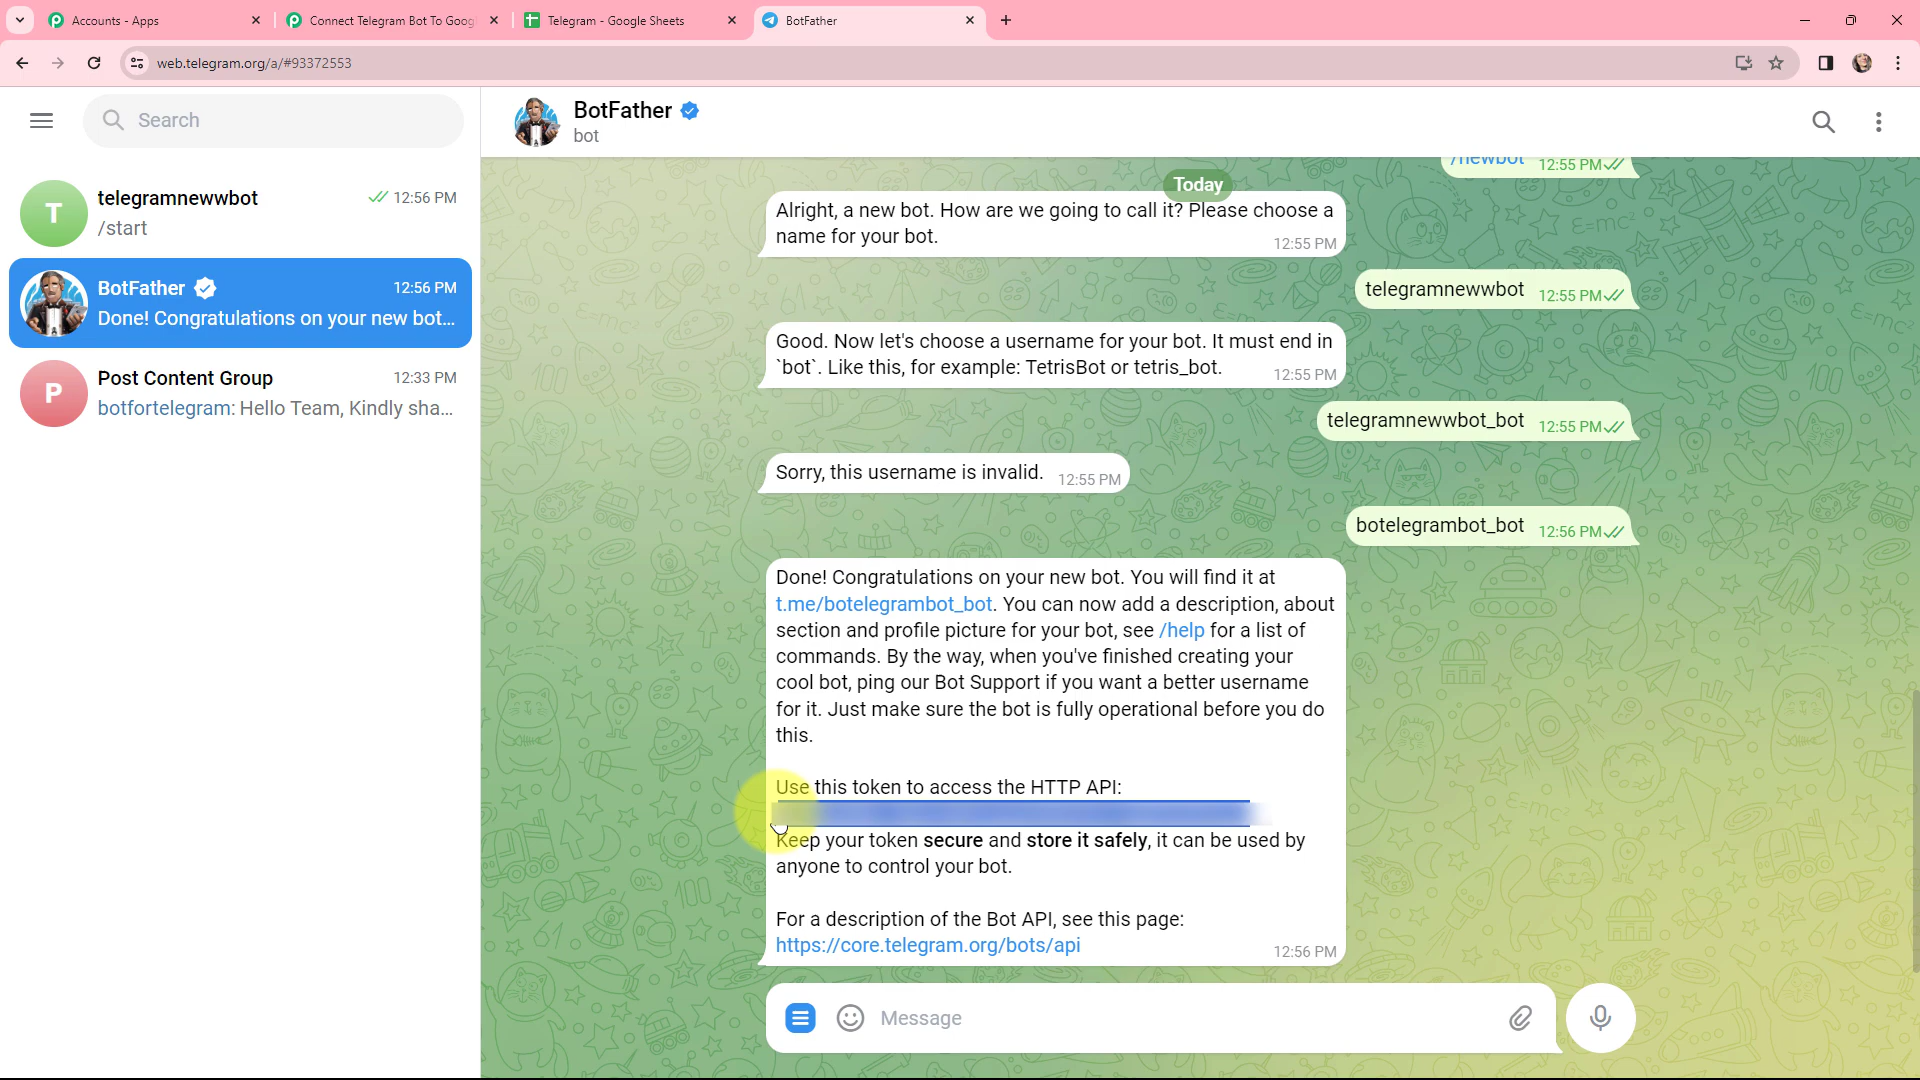 Accounts - Apps
Connect Telegram Bot To Goog
Telegram - Google Sheets
BotFather
web.telegram.org/a/#93372553
Search
T
telegramnewwbot
12:56 PM
/start
BotFather
12:56 PM
Done! Congratulations on your new bot...
P
Post Content Group
12:33 PM
botfortelegram: Hello Team, Kindly sha...
BotFather
bot
/newbot 12:55 PM
Today
Alright, a new bot. How are we going to call it? Please choose a
name for your bot.
12:55 PM
telegramnewwbot 12:55 PM
Good. Now let's choose a username for your bot. It must end in
`bot`. Like this, for example: TetrisBot or tetris_bot.
12:55 PM
telegramnewwbot_bot 12:55 PM
Sorry, this username is invalid. 12:55 PM
botelegrambot_bot 12:56 PM
Done! Congratulations on your new bot. You will find it at
t.me/botelegrambot_bot. You can now add a description, about
section and profile picture for your bot, see /help for a list of
commands. By the way, when you've finished creating your
cool bot, ping our Bot Support if you want a better username
for it. Just make sure the bot is fully operational before you do
this.
Use this token to access the HTTP API:
Keep your token secure and store it safely, it can be used by
anyone to control your bot.
For a description of the Bot API, see this page:
https://core.telegram.org/bots/api
12:56 PM
Message